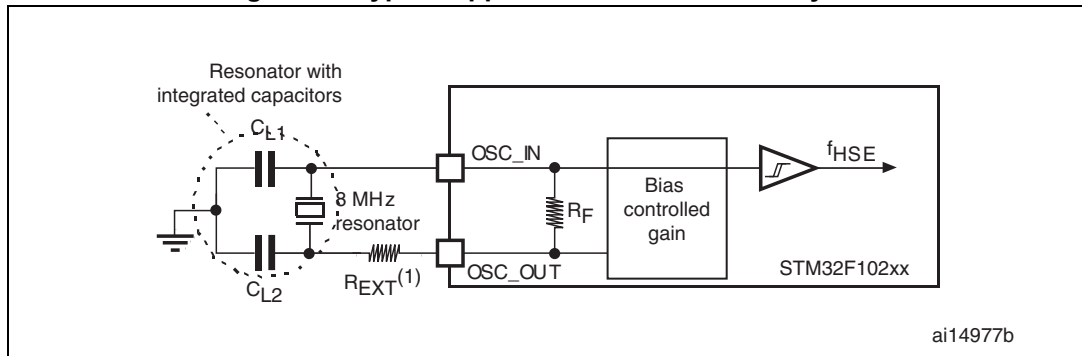 Resonator with
integrated capacitors
CL1
OSC_IN
fHSE
8 MHz
resonator
RF
Bias
controlled
gain
STM32F102xx
REXT(1)
OSC_OUT
CL2
ai14977b